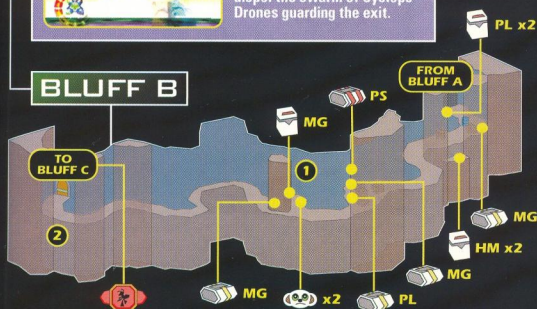 dispel the swarm of Cyclops
Drones guarding the exit.
PL x2
BLUFF B
FROM
BLUFF A
PS
MG
TO
BLUFF C
1
2
MG
HM x2
MG
MG
x2
PL